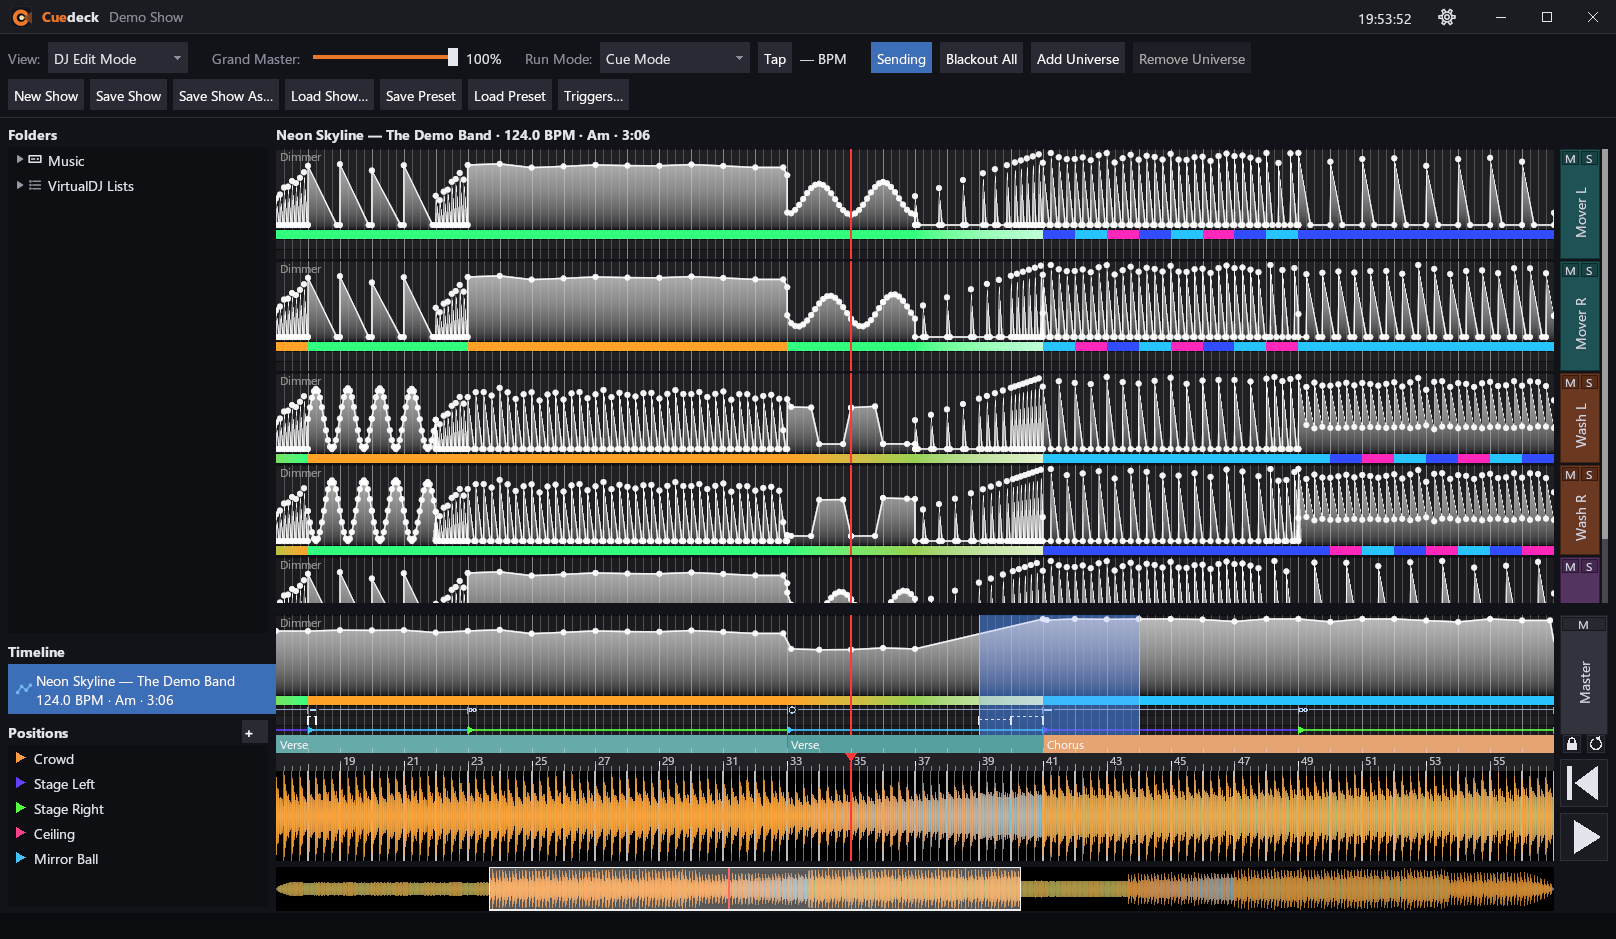 Cuedeck Demo Show
19:53:52
View: DJ Edit Mode Grand Master: 100% Run Mode: Cue Mode Tap — BPM Sending Blackout All Add Universe Remove Universe
New Show Save Show Save Show As... Load Show... Save Preset Load Preset Triggers...
Folders
Music
VirtualDJ Lists
Timeline
Neon Skyline — The Demo Band
124.0 BPM · Am · 3:06
Positions
+
Crowd
Stage Left
Stage Right
Ceiling
Mirror Ball
Neon Skyline — The Demo Band · 124.0 BPM · Am · 3:06
Dimmer
M S
Mover L
Dimmer
M S
Mover R
Dimmer
M S
Wash L
Dimmer
M S
Wash R
Dimmer
M S
Dimmer
M
Master
Verse Verse Chorus
19 21 23 25 27 29 31 33 35 37 39 41 43 45 47 49 51 53 55